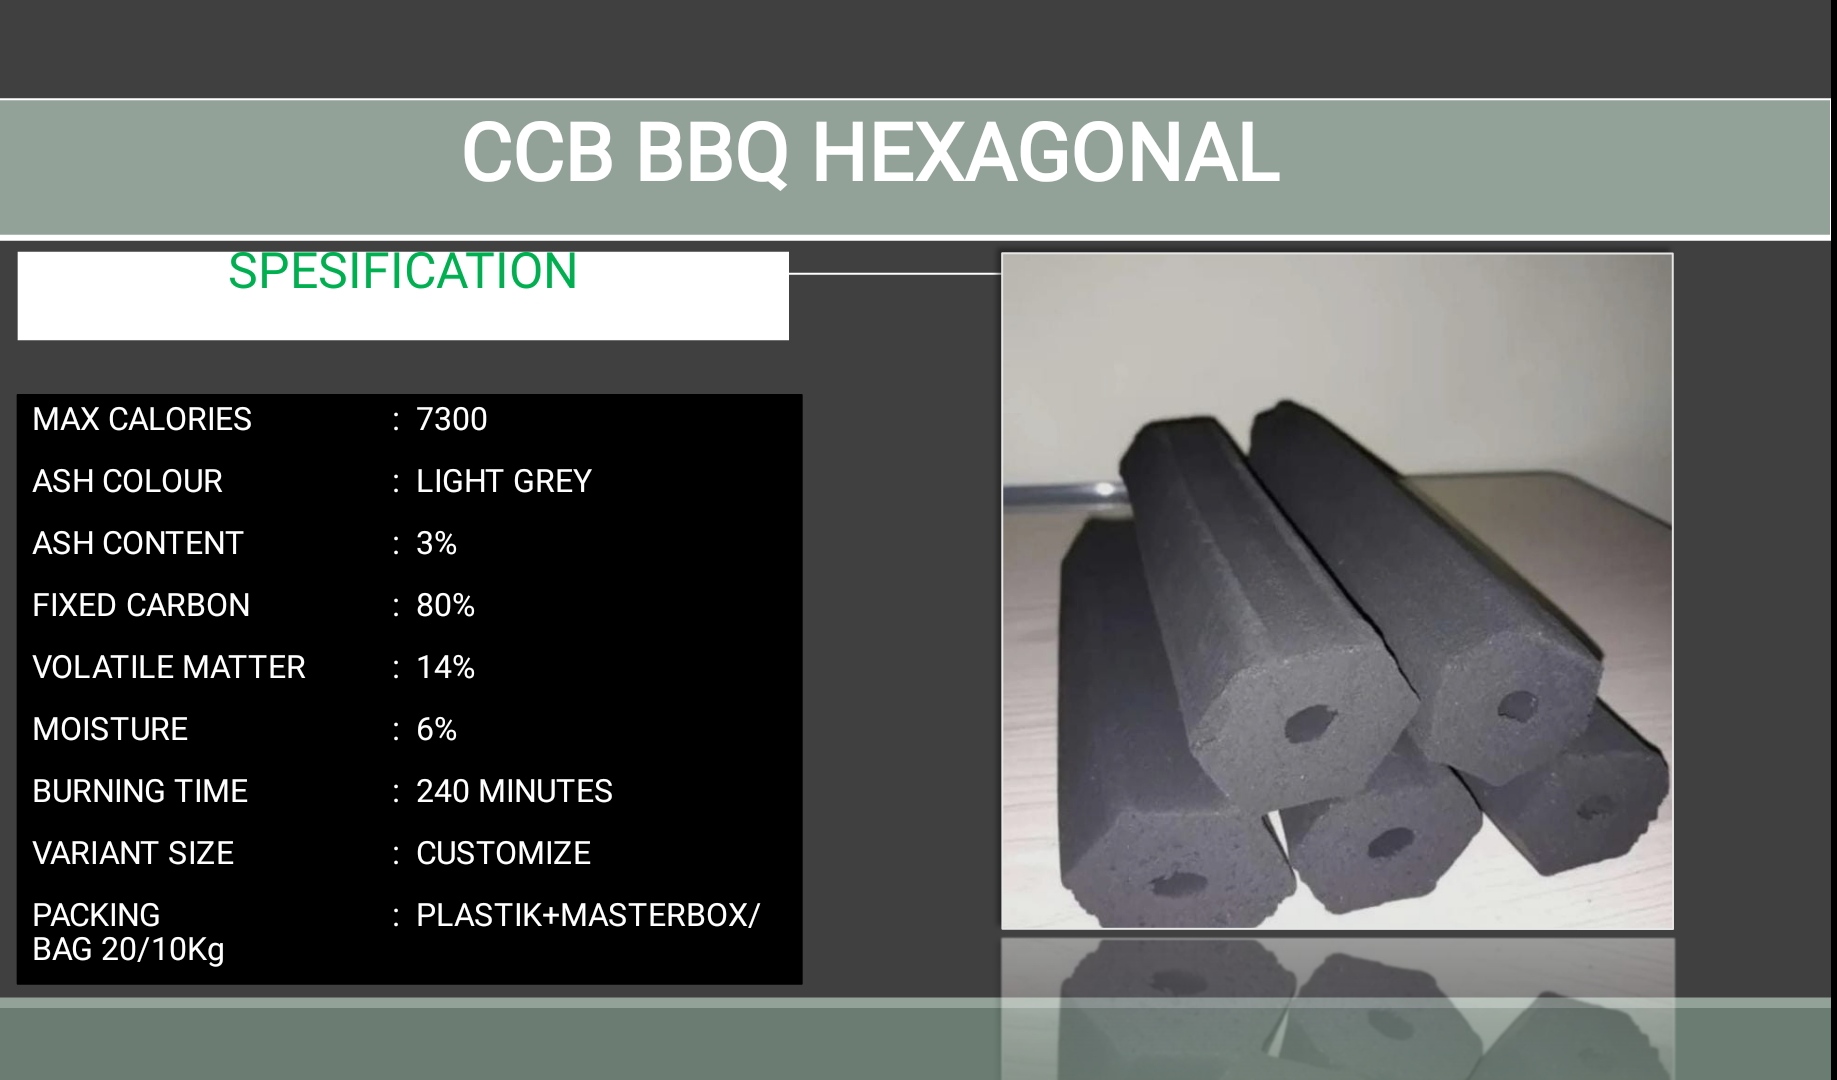 CCB BBQ HEXAGONAL
SPESIFICATION
MAX CALORIES : 7300
ASH COLOUR : LIGHT GREY
ASH CONTENT : 3%
FIXED CARBON : 80%
VOLATILE MATTER : 14%
MOISTURE : 6%
BURNING TIME : 240 MINUTES
VARIANT SIZE : CUSTOMIZE
PACKING : PLASTIK+MASTERBOX/
BAG 20/10Kg